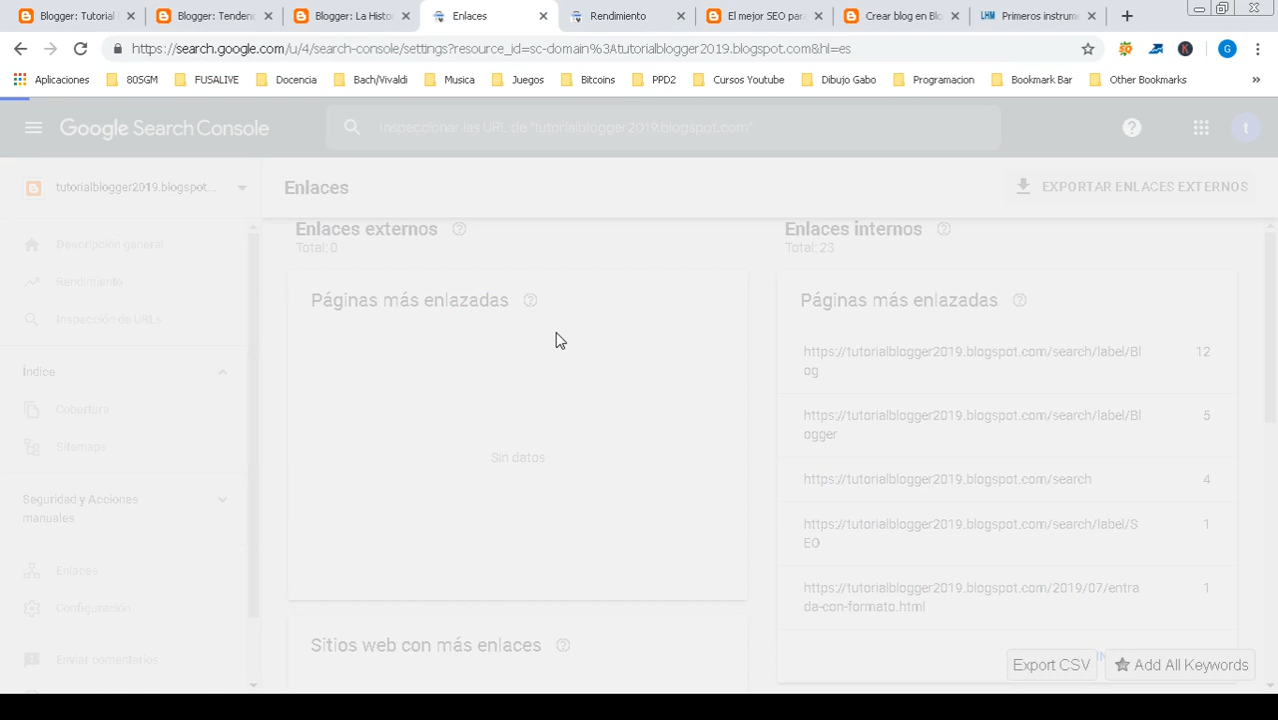 Blogger: Tutorial
Blogger: Tendenc
Blogger: La Histor
Enlaces
Rendimiento
El mejor SEO para
Crear blog en Blo
Primeros instrume
https://search.google.com/u/4/search-console/settings?resource_id=sc-domain%3Atutorialblogger2019.blogspot.com&hl=es
G
Aplicaciones
80SGM
FUSALIVE
Docencia
Bach/Vivaldi
Musica
Juegos
Bitcoins
PPD2
Cursos Youtube
Dibujo Gabo
Programacion
Bookmark Bar
Other Bookmarks
»
Google Search Console
Inspeccionar las URL de "tutorialblogger2019.blogspot.com"
t
tutorialblogger2019.blogspot...
Enlaces
EXPORTAR ENLACES EXTERNOS
Descripción general
Rendimiento
Inspección de URLs
Índice
Cobertura
Sitemaps
Seguridad y Acciones
manuales
Enlaces
Configuración
Enviar comentarios
Enlaces externos
Total: 0
Páginas más enlazadas
Sin datos
Sitios web con más enlaces
Enlaces internos
Total: 23
Páginas más enlazadas
https://tutorialblogger2019.blogspot.com/search/label/Bl
og
12
https://tutorialblogger2019.blogspot.com/search/label/Bl
ogger
5
https://tutorialblogger2019.blogspot.com/search
4
https://tutorialblogger2019.blogspot.com/search/label/S
EO
1
https://tutorialblogger2019.blogspot.com/2019/07/entra
da-con-formato.html
1
Export CSV
Add All Keywords